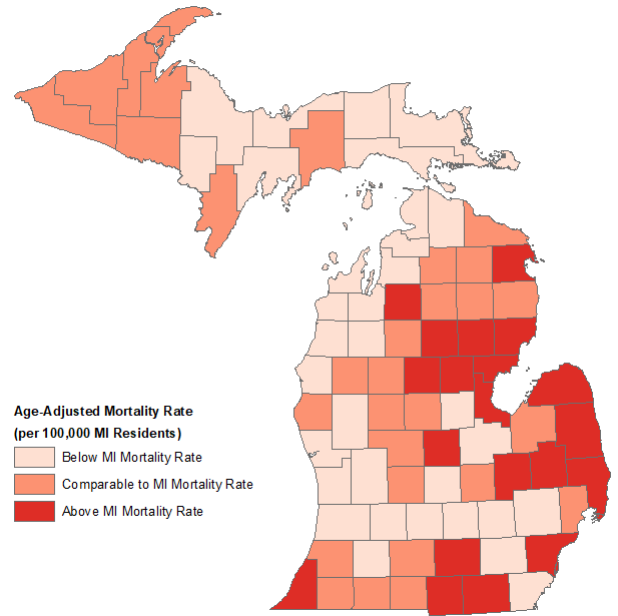 Age-Adjusted Mortality Rate
(per 100,000 MI Residents)
Below MI Mortality Rate
Comparable to MI Mortality Rate
Above MI Mortality Rate